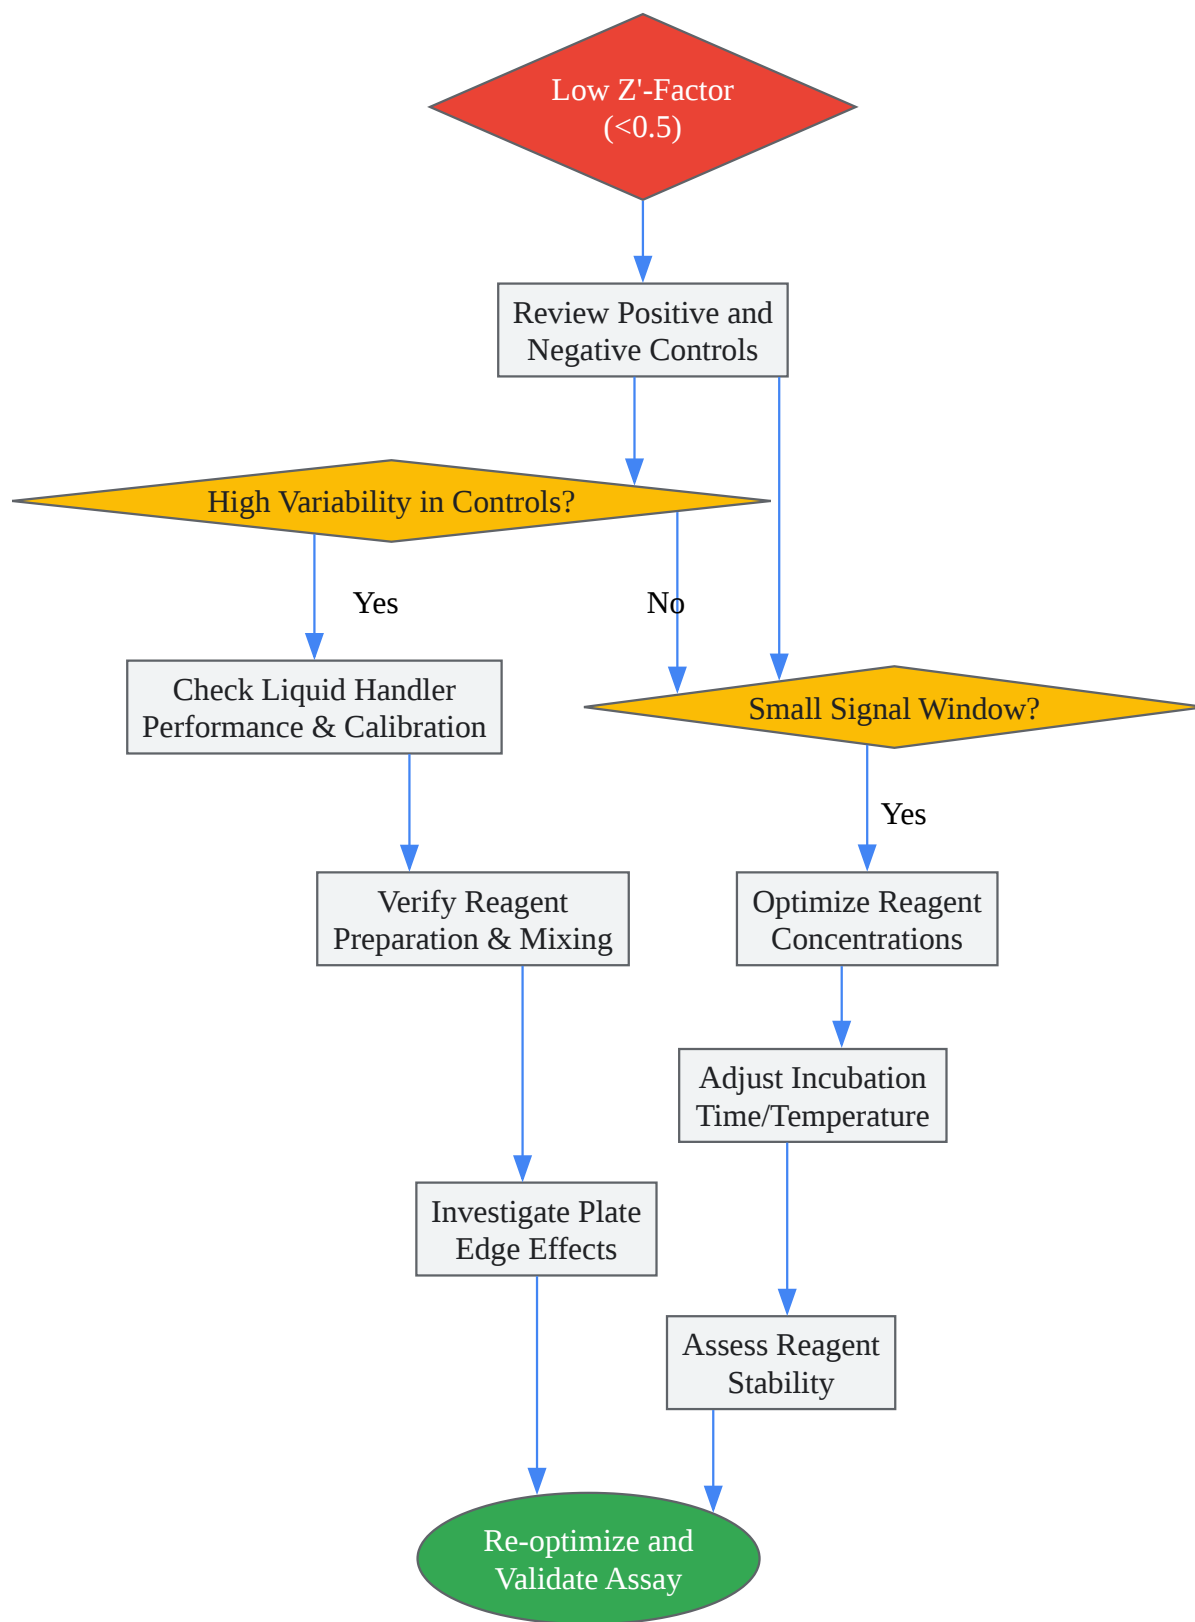 Low Z'-Factor
(<0.5)
Review Positive and
Negative Controls
High Variability in Controls?
Yes
No
Check Liquid Handler
Performance & Calibration
Small Signal Window?
Yes
Verify Reagent
Preparation & Mixing
Optimize Reagent
Concentrations
Adjust Incubation
Time/Temperature
Investigate Plate
Edge Effects
Assess Reagent
Stability
Re-optimize and
Validate Assay